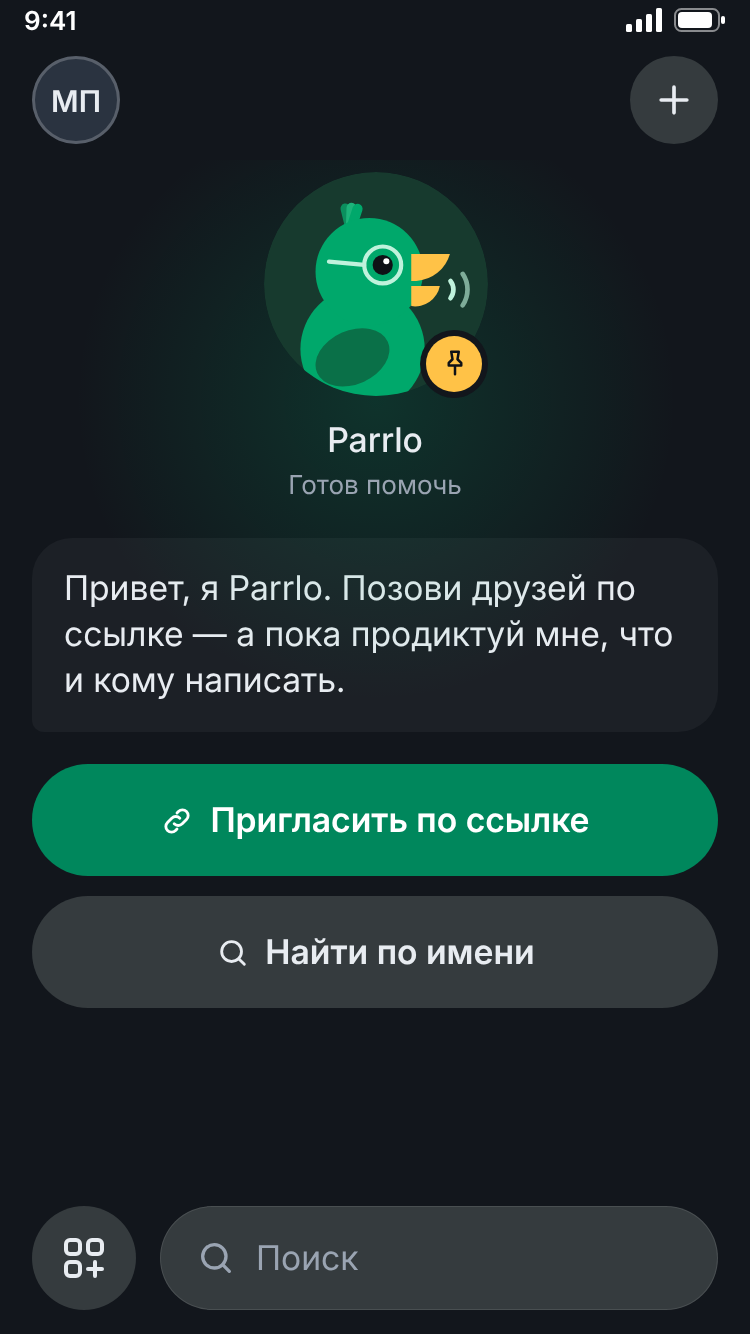 9:41
МП
Parrlo
Готов помочь
Привет, я Parrlo. Позови друзей по
ссылке — а пока продиктуй мне, что
и кому написать.
Пригласить по ссылке
Найти по имени
Поиск